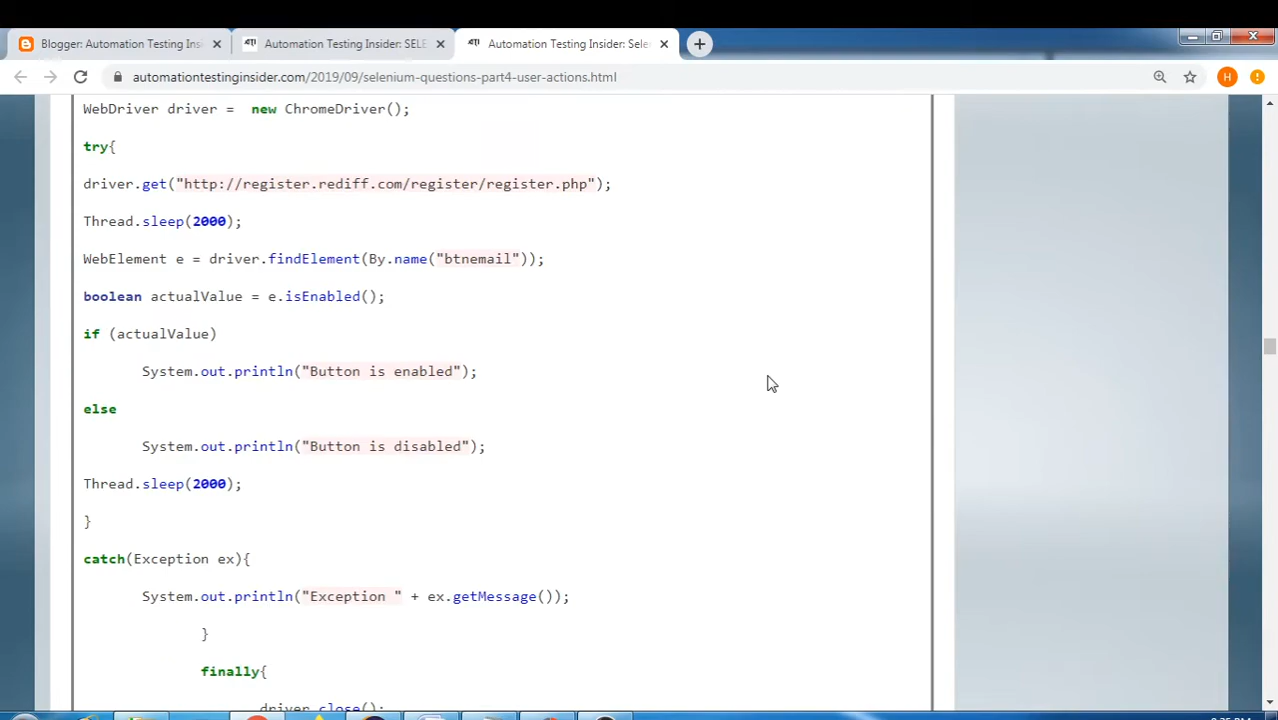 Blogger: Automation Testing Ins
Automation Testing Insider: SELE
Automation Testing Insider: Sele
automationtestinginsider.com/2019/09/selenium-questions-part4-user-actions.html
H
WebDriver driver =  new ChromeDriver();
try{
driver.get("http://register.rediff.com/register/register.php");
Thread.sleep(2000);
WebElement e = driver.findElement(By.name("btnemail"));
boolean actualValue = e.isEnabled();
if (actualValue)
System.out.println("Button is enabled");
else
System.out.println("Button is disabled");
Thread.sleep(2000);
}
catch(Exception ex){
System.out.println("Exception " + ex.getMessage());
}
finally{
driver.close();